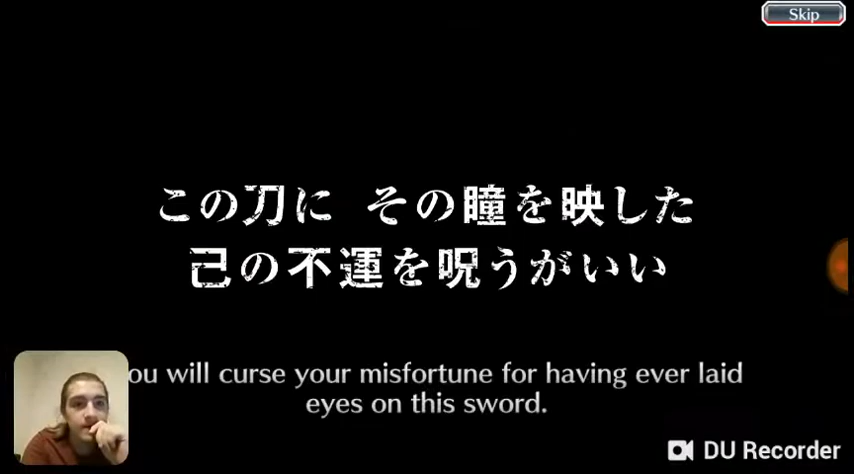 Skip
この刀に その瞳を映した
己の不運を呪うがいい
ou will curse your misfortune for having ever laid
eyes on this sword.
DU Recorder